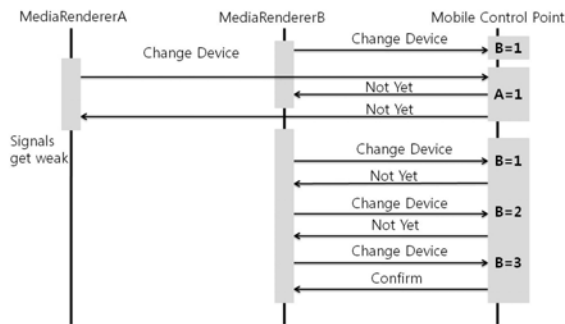 MediaRendererA
MediaRendererB
Mobile Control Point
Change Device
B=1
Change Device
Not Yet
A=1
Not Yet
Signals
get weak
Change Device
B=1
Not Yet
Change Device
B=2
Not Yet
Change Device
B=3
Confirm